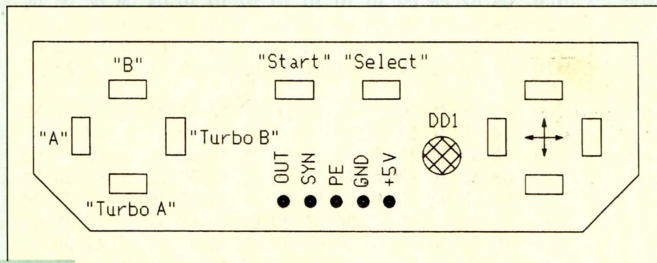 "B"
"Start"
"Select"
"A"
"Turbo B"
DD1
"Turbo A"
OUT
SYN
PE
GND
+5V